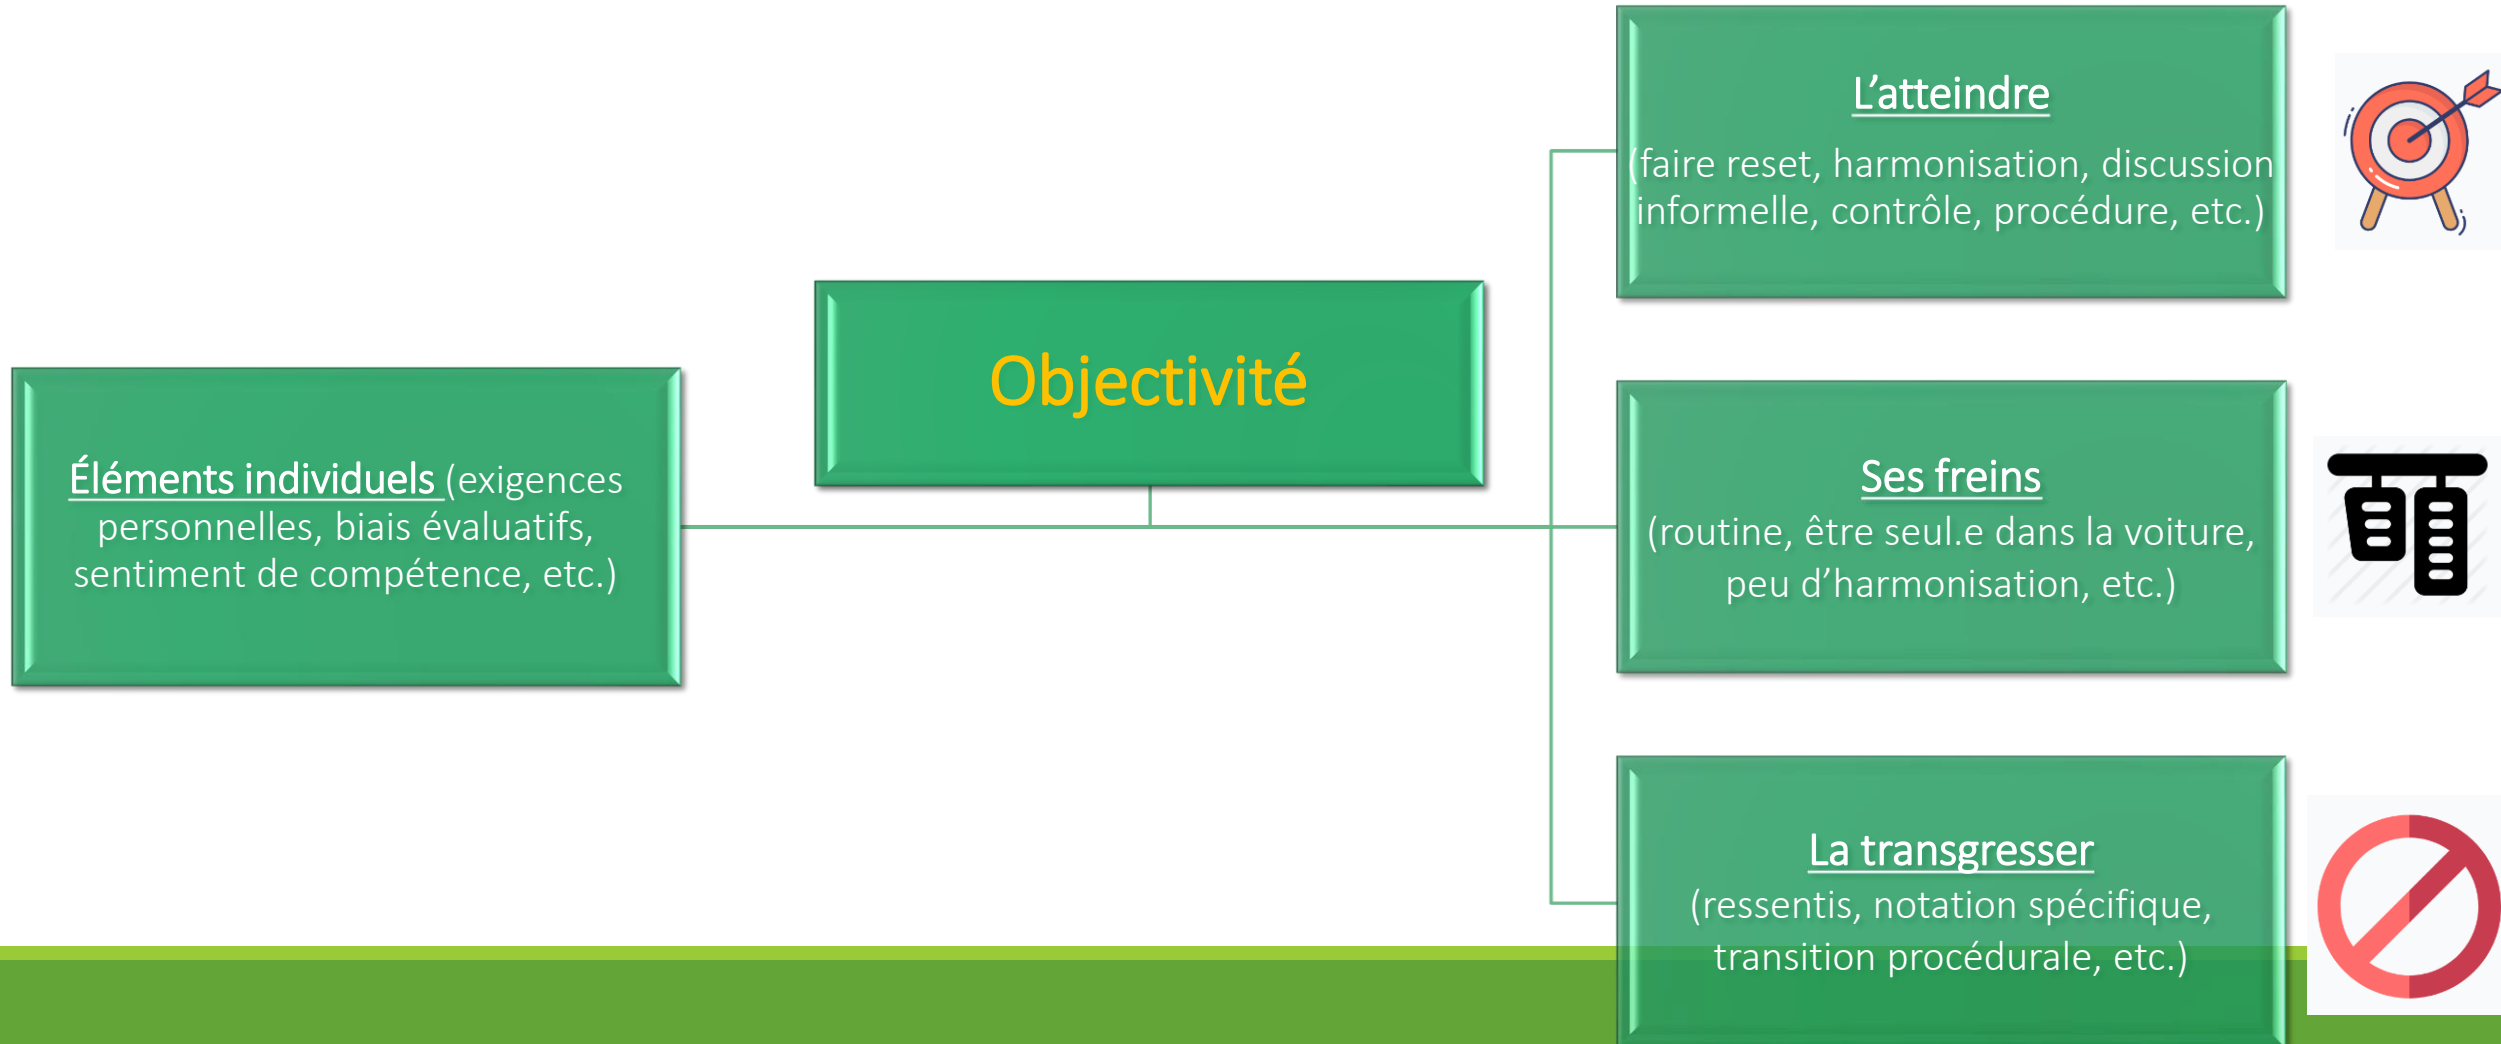 Objectivité
Éléments individuels (exigences
personnelles, biais évaluatifs,
sentiment de compétence, etc.)
L’atteindre
(faire reset, harmonisation, discussion
informelle, contrôle, procédure, etc.)
Ses freins
(routine, être seul.e dans la voiture,
peu d’harmonisation, etc.)
La transgresser
(ressentis, notation spécifique,
transition procédurale, etc.)